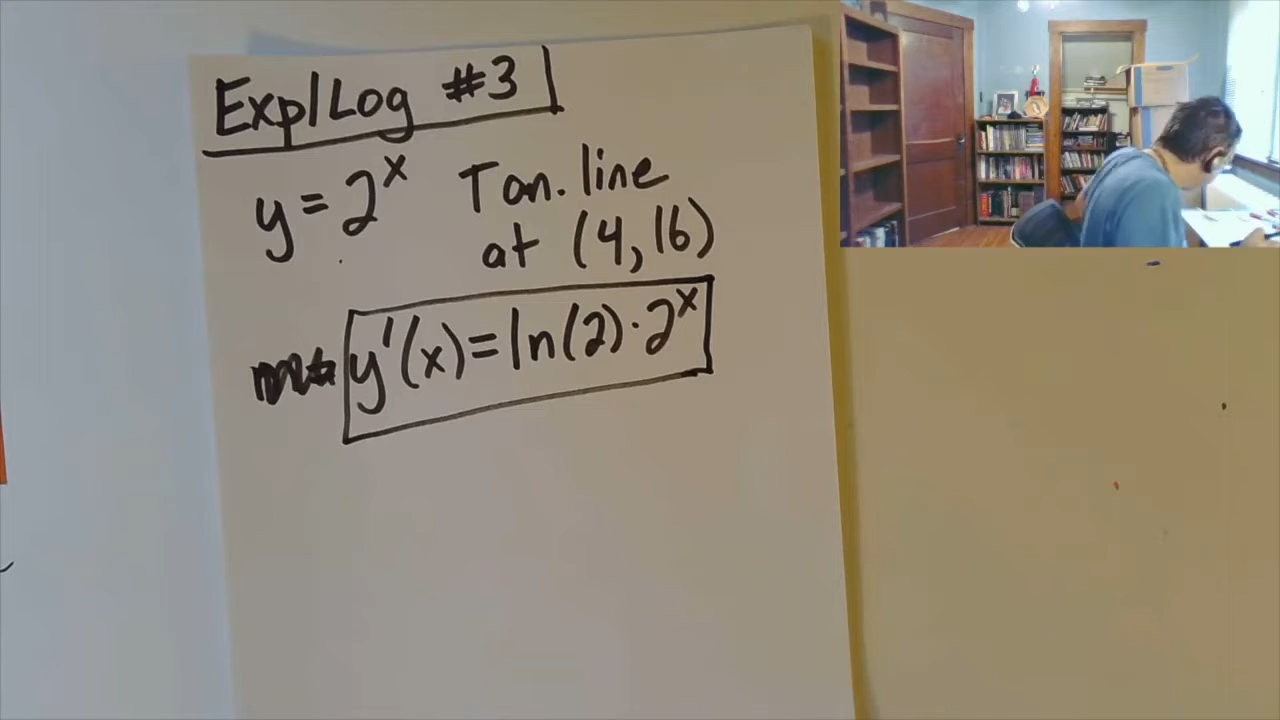 Exp/Log #3
y = 2^x Tan. line
at (4, 16)
y'(x) = ln(2) · 2^x